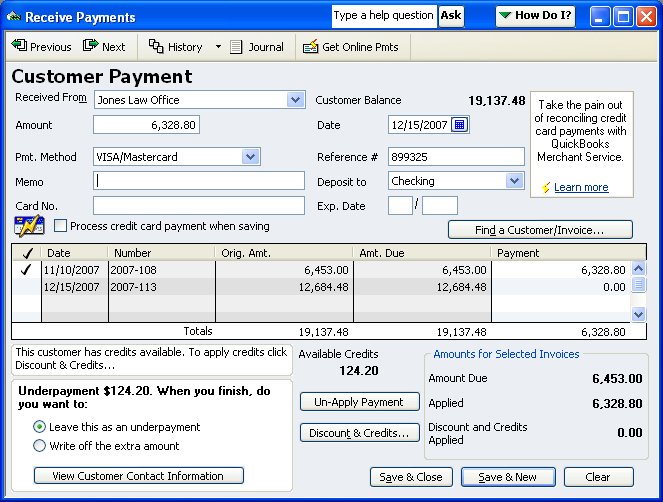 Receive Payments
Type a help question Ask
How Do I?
Previous Next History Journal Get Online Pmts
Customer Payment
Received From Jones Law Office
Customer Balance 19,137.48
Amount 6,328.80
Date 12/15/2007
Pmt. Method VISA/Mastercard
Reference # 899325
Memo
Deposit to Checking
Card No.
Exp. Date /
Take the pain out
of reconciling credit
card payments with
QuickBooks
Merchant Service.
Learn more
Process credit card payment when saving
Find a Customer/Invoice...
Date Number Orig. Amt. Amt. Due Payment
11/10/2007 2007-108 6,453.00 6,453.00 6,328.80
12/15/2007 2007-113 12,684.48 12,684.48 0.00
Totals 19,137.48 19,137.48 6,328.80
This customer has credits available. To apply credits click
Discount & Credits...
Underpayment $124.20. When you finish, do
you want to:
Leave this as an underpayment
Write off the extra amount
View Customer Contact Information
Available Credits
124.20
Un-Apply Payment
Discount & Credits...
Amounts for Selected Invoices
Amount Due 6,453.00
Applied 6,328.80
Discount and Credits
Applied 0.00
Save & Close Save & New Clear